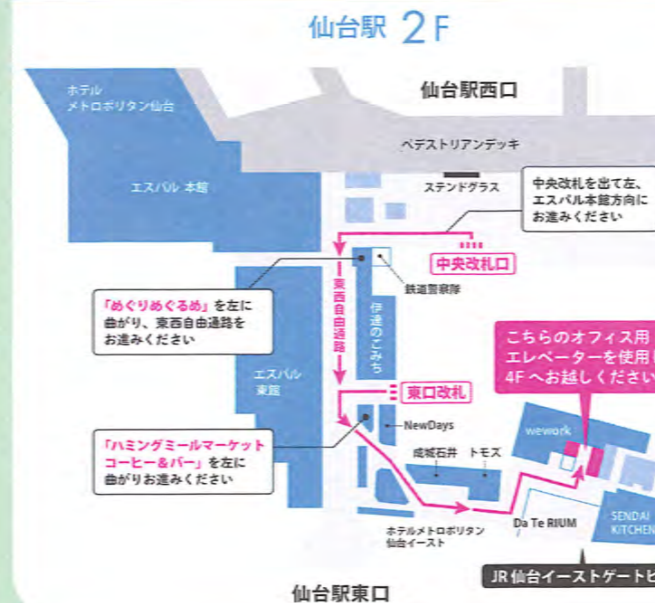 仙台駅 2F
仙台駅西口
ホテル
メトロポリタン仙台
ペデストリアンデッキ
エスパル 本館
ステンドグラス
中央改札を出て左、
エスパル本館方向に
お進みください
中央改札口
鉄道警察隊
「めぐりめぐるめ」を左に
曲がり、東西自由通路を
お進みください
東西自由通路
伊達のこみち
こちらのオフィス用
エレベーターを使用し
4Fへお越しください
エスパル
東館
東口改札
NewDays
wework
「ハミングミールマーケット
コーヒー&バー」を左に
曲がりお進みください
成城石井 トモズ
ホテルメトロポリタン
仙台イースト
Da Te RIUM
SENDAI
KITCHEN
JR仙台イーストゲートビ
仙台駅東口